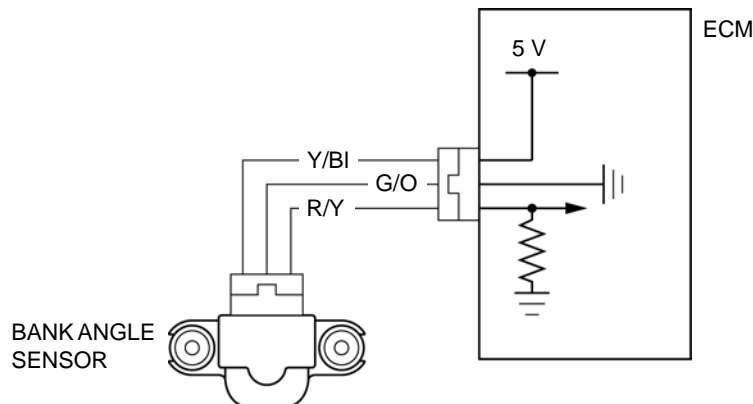 ECM
5 V
Y/Bl
G/O
R/Y
BANK ANGLE
SENSOR